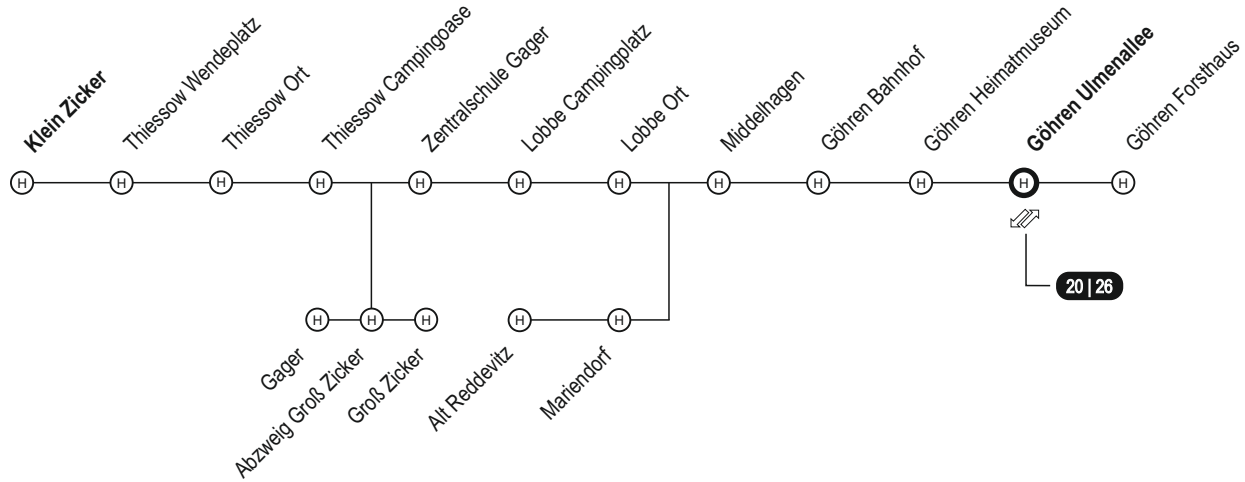 Klein Zicker
Thiessow Wendeplatz
Thiessow Ort
Thiessow Campingoase
Zentralschule Gager
Lobbe Campingplatz
Lobbe Ort
Middelhagen
Göhren Bahnhof
Göhren Heimatmuseum
Göhren Ulmenallee
Göhren Forsthaus
H H H H H H H H H H H H
20 | 26
H H H H H
Gager
Abzweig Groß Zicker
Groß Zicker
Alt Reddevitz
Mariendorf